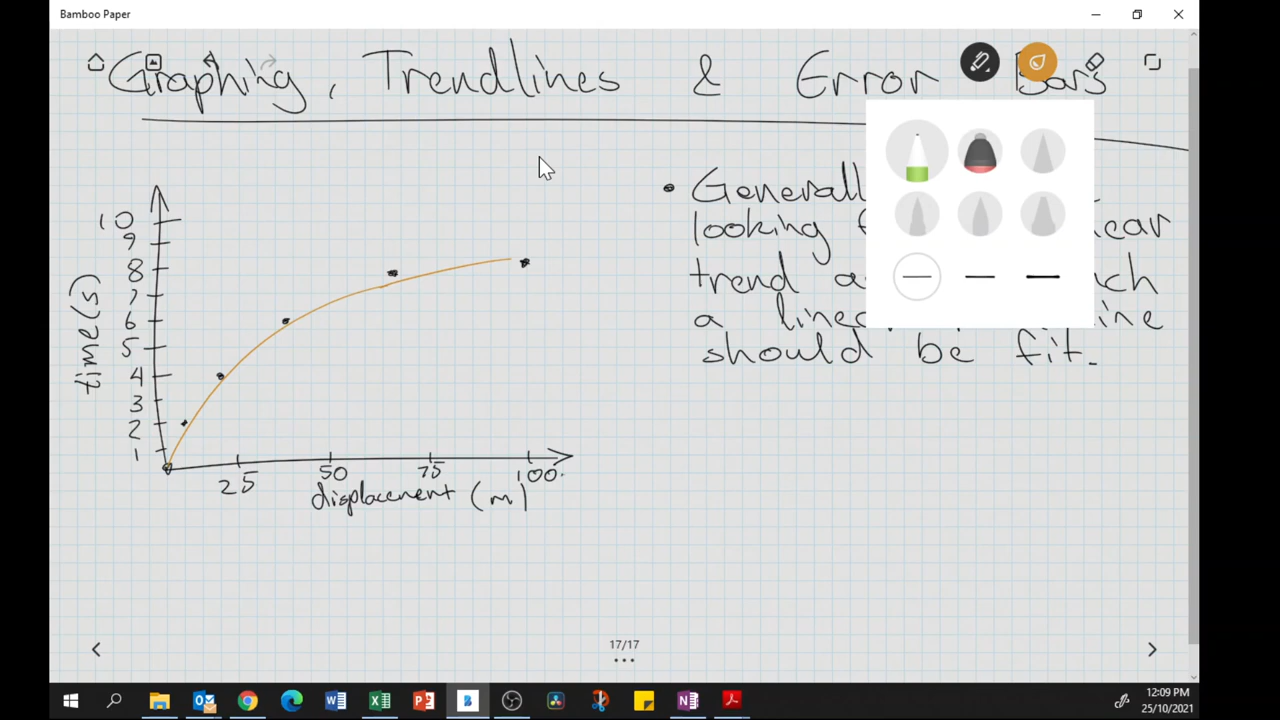 Bamboo Paper
Graphing, Trendlines & Error Bars
10
9
8
7
6
5
4
3
2
1
time(s)
25 50 75 100
displacement (m)
looking
trend
a
should be fit.
17/17
12:09 PM
25/10/2021